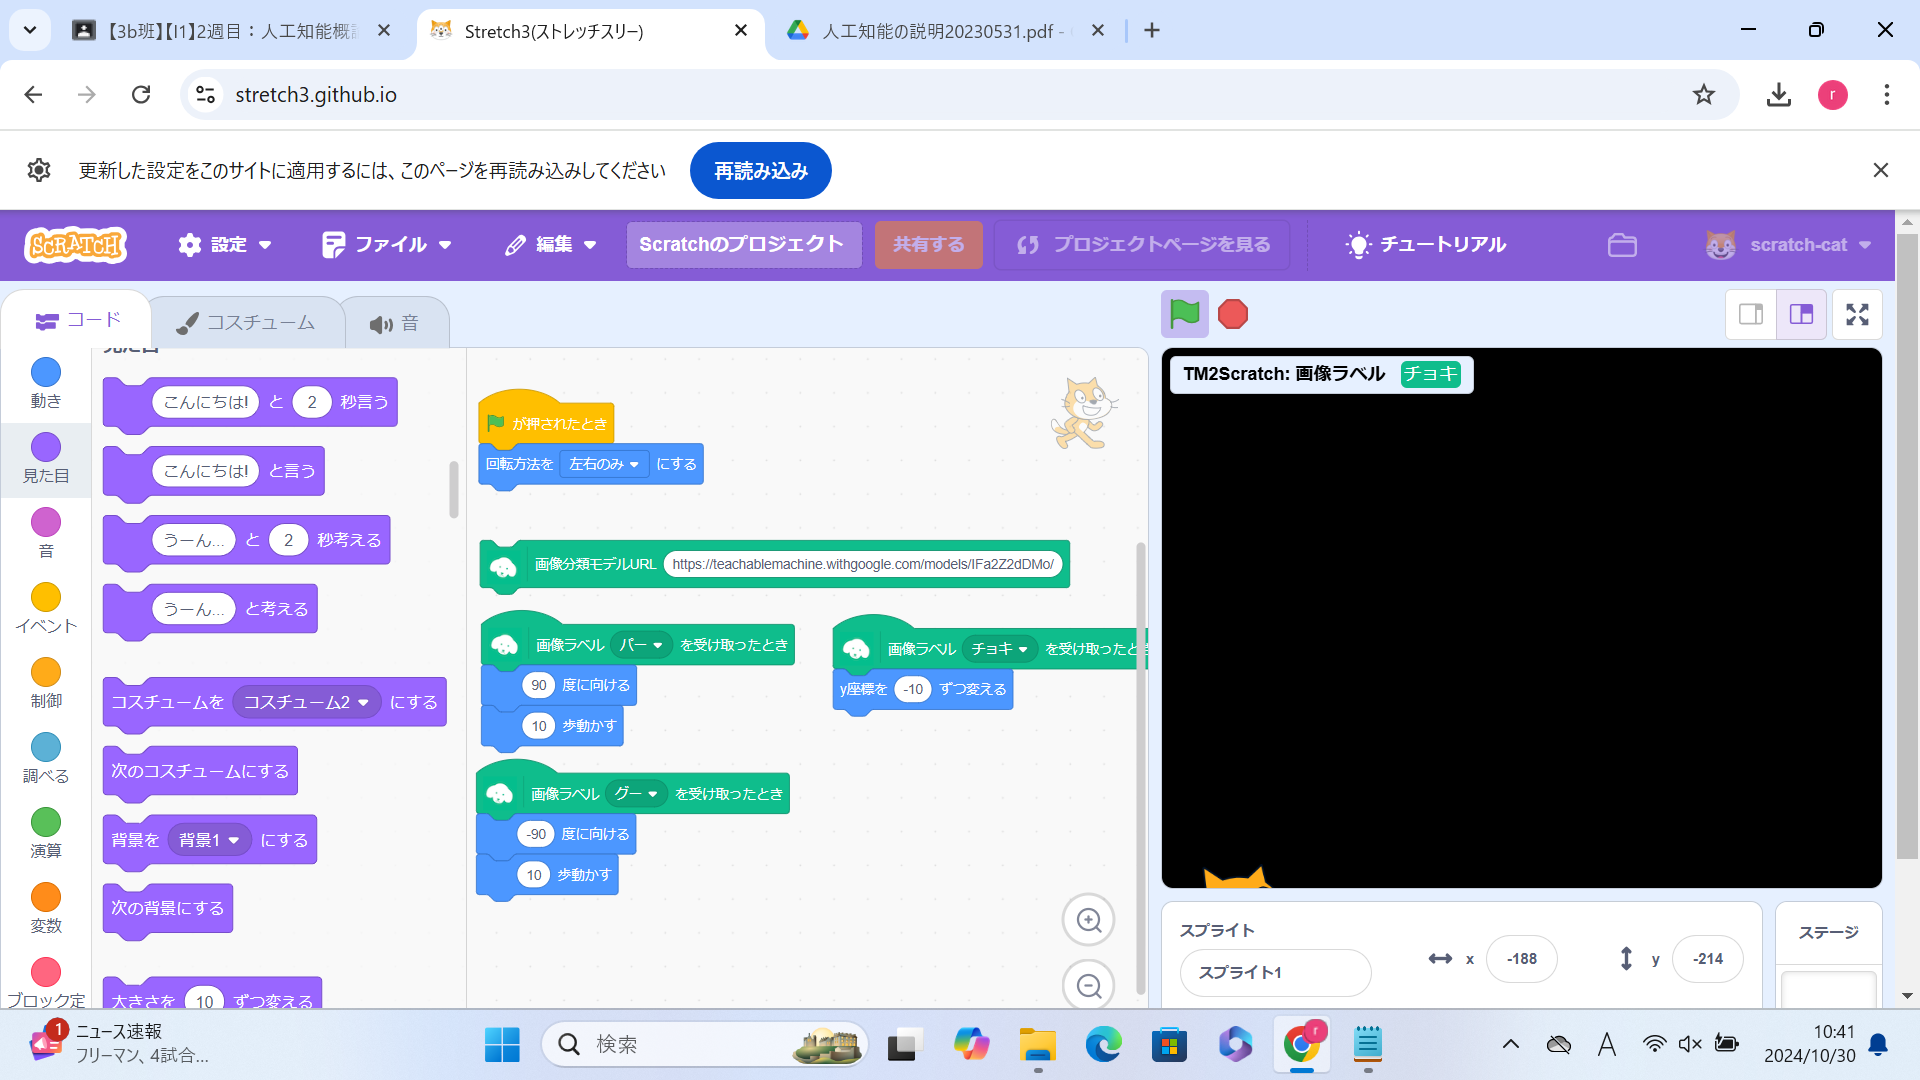 【3b班】【I1】2週目：人工知能概
Stretch3(ストレッチスリー)
人工知能の説明20230531.pdf -
stretch3.github.io
r
更新した設定をこのサイトに適用するには、このページを再読み込みしてください
再読み込み
SCRATCH
設定
ファイル
編集
Scratchのプロジェクト
共有する
プロジェクトページを見る
チュートリアル
scratch-cat
コード
コスチューム
音
動き
見た目
音
イベント
制御
調べる
演算
変数
ブロック定
見た目
こんにちは! と 2 秒言う
こんにちは! と言う
うーん... と 2 秒考える
うーん... と考える
コスチュームを コスチューム2 にする
次のコスチュームにする
背景を 背景1 にする
次の背景にする
大きさを 10 ずつ変える
が押されたとき
回転方法を 左右のみ にする
画像分類モデルURL https://teachablemachine.withgoogle.com/models/IFa2Z2dDMo/
画像ラベル パー を受け取ったとき
90 度に向ける
10 歩動かす
画像ラベル チョキ を受け取ったとき
y座標を -10 ずつ変える
画像ラベル グー を受け取ったとき
-90 度に向ける
10 歩動かす
TM2Scratch: 画像ラベル チョキ
スプライト
スプライト1
x -188
y -214
ステージ
1
ニュース速報
フリーマン、4試合...
検索
r
A
10:41
2024/10/30